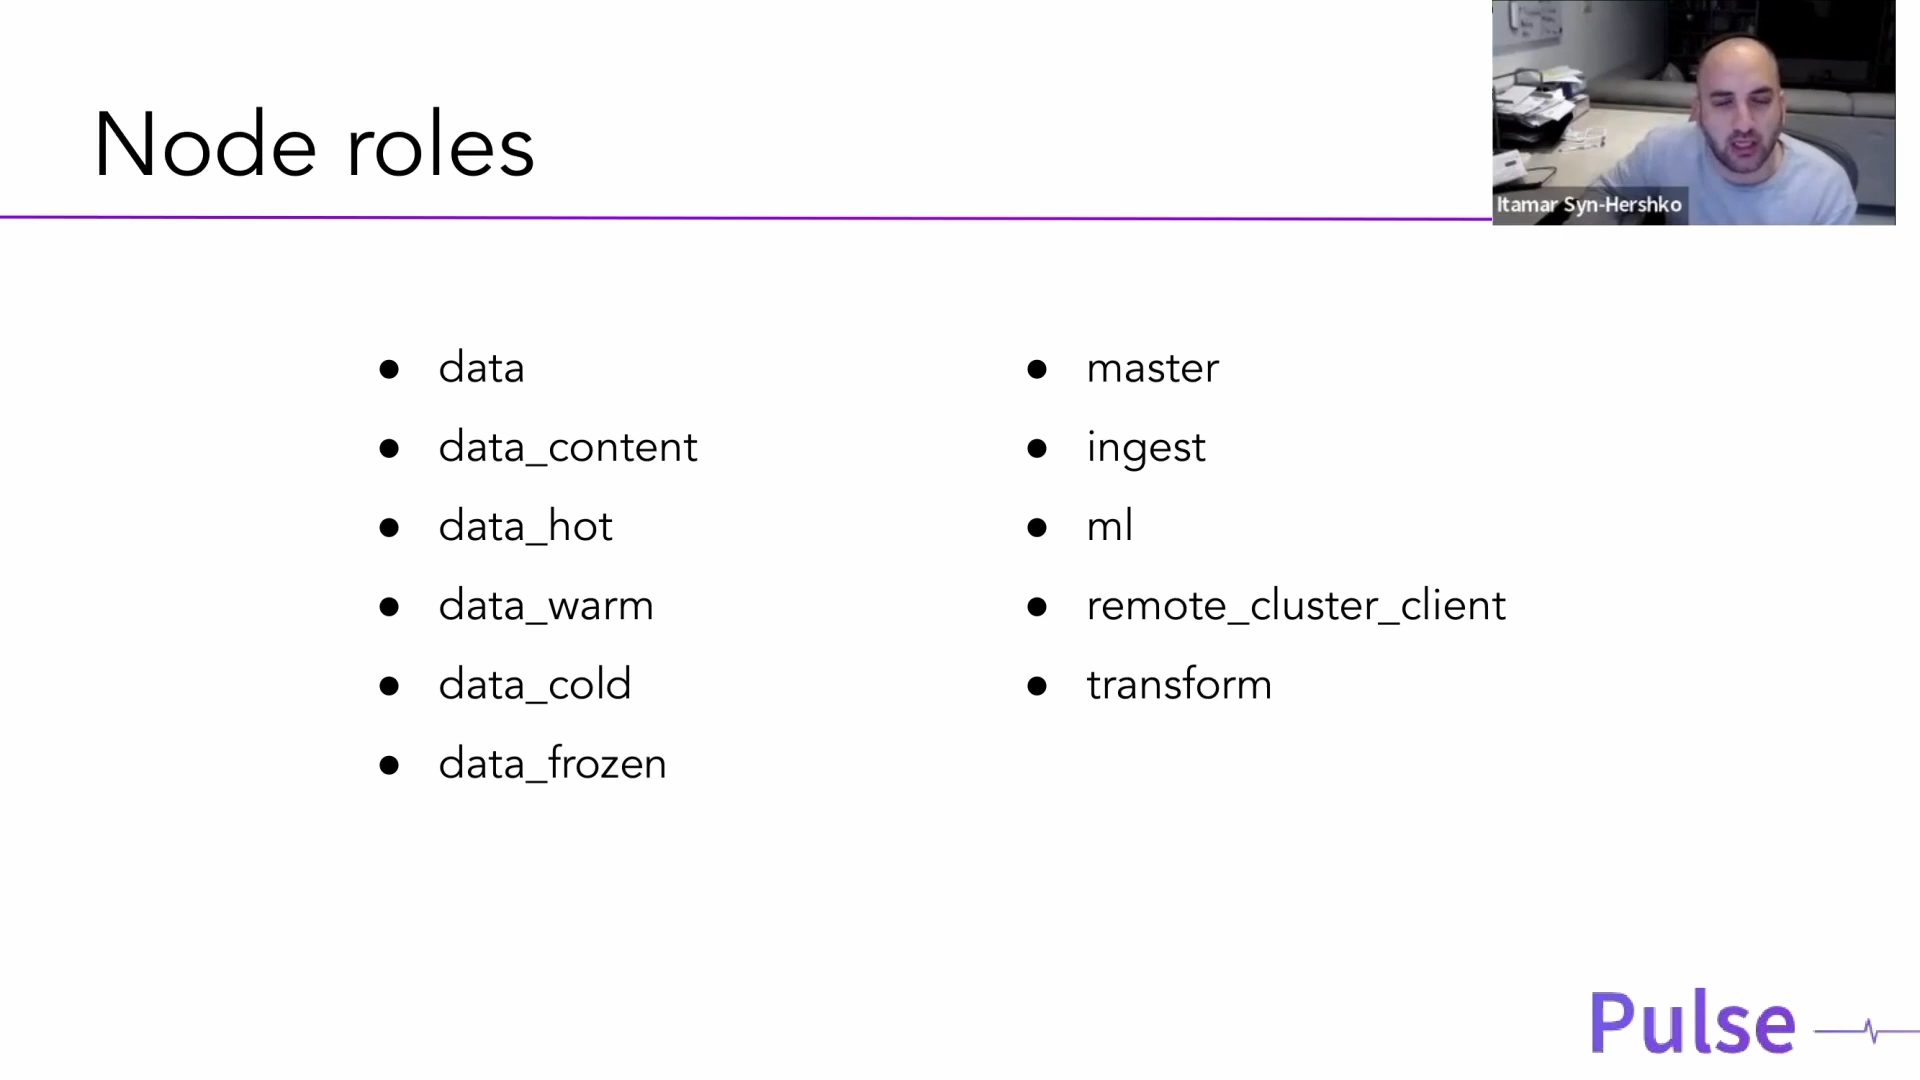 Node roles
Itamar Syn-Hershko
data
data_content
data_hot
data_warm
data_cold
data_frozen
master
ingest
ml
remote_cluster_client
transform
Pulse